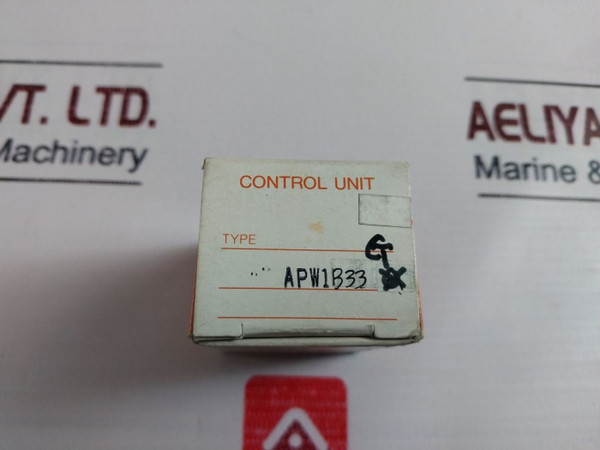 VT. LTD.
Machinery
AELIYA
Marine &
CONTROL UNIT
TYPE
G
" APW1B33